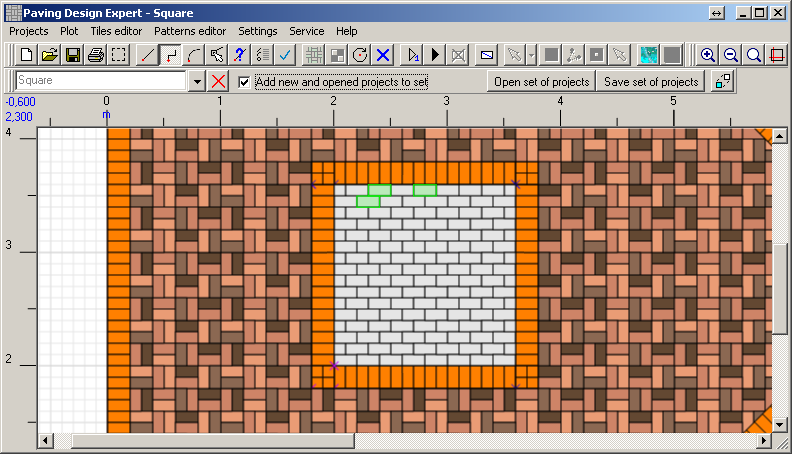 Paving Design Expert - Square
Projects Plot Tiles editor Patterns editor Settings Service Help
Square Add new and opened projects to set Open set of projects Save set of projects
-0,600 0 1 2 3 4 5
2,300 m
4
3
2